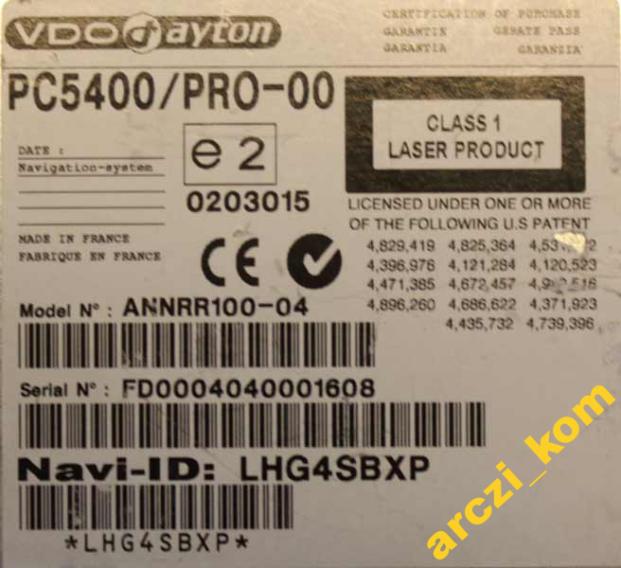 VDO dayton
CERTIFICATION OF PURCHASE
GARANTIE GERATE PASS
GARANTIA GARANZIA
PC5400/PRO-00
CLASS 1
LASER PRODUCT
DATE :
Navigation-system
e 2
0203015
LICENSED UNDER ONE OR MORE
OF THE FOLLOWING U.S PATENT
MADE IN FRANCE
FABRIQUE EN FRANCE
CE
4,829,419 4,825,364
4,396,976 4,121,284 4,120,523
4,471,385 4,672,457
4,896,260 4,686,622 4,371,923
4,435,732 4,739,396
Model N° : ANNRR100-04
Serial N° : FD0004040001608
Navi-ID: LHG4SBXP
*LHG4SBXP*
arczi_kom